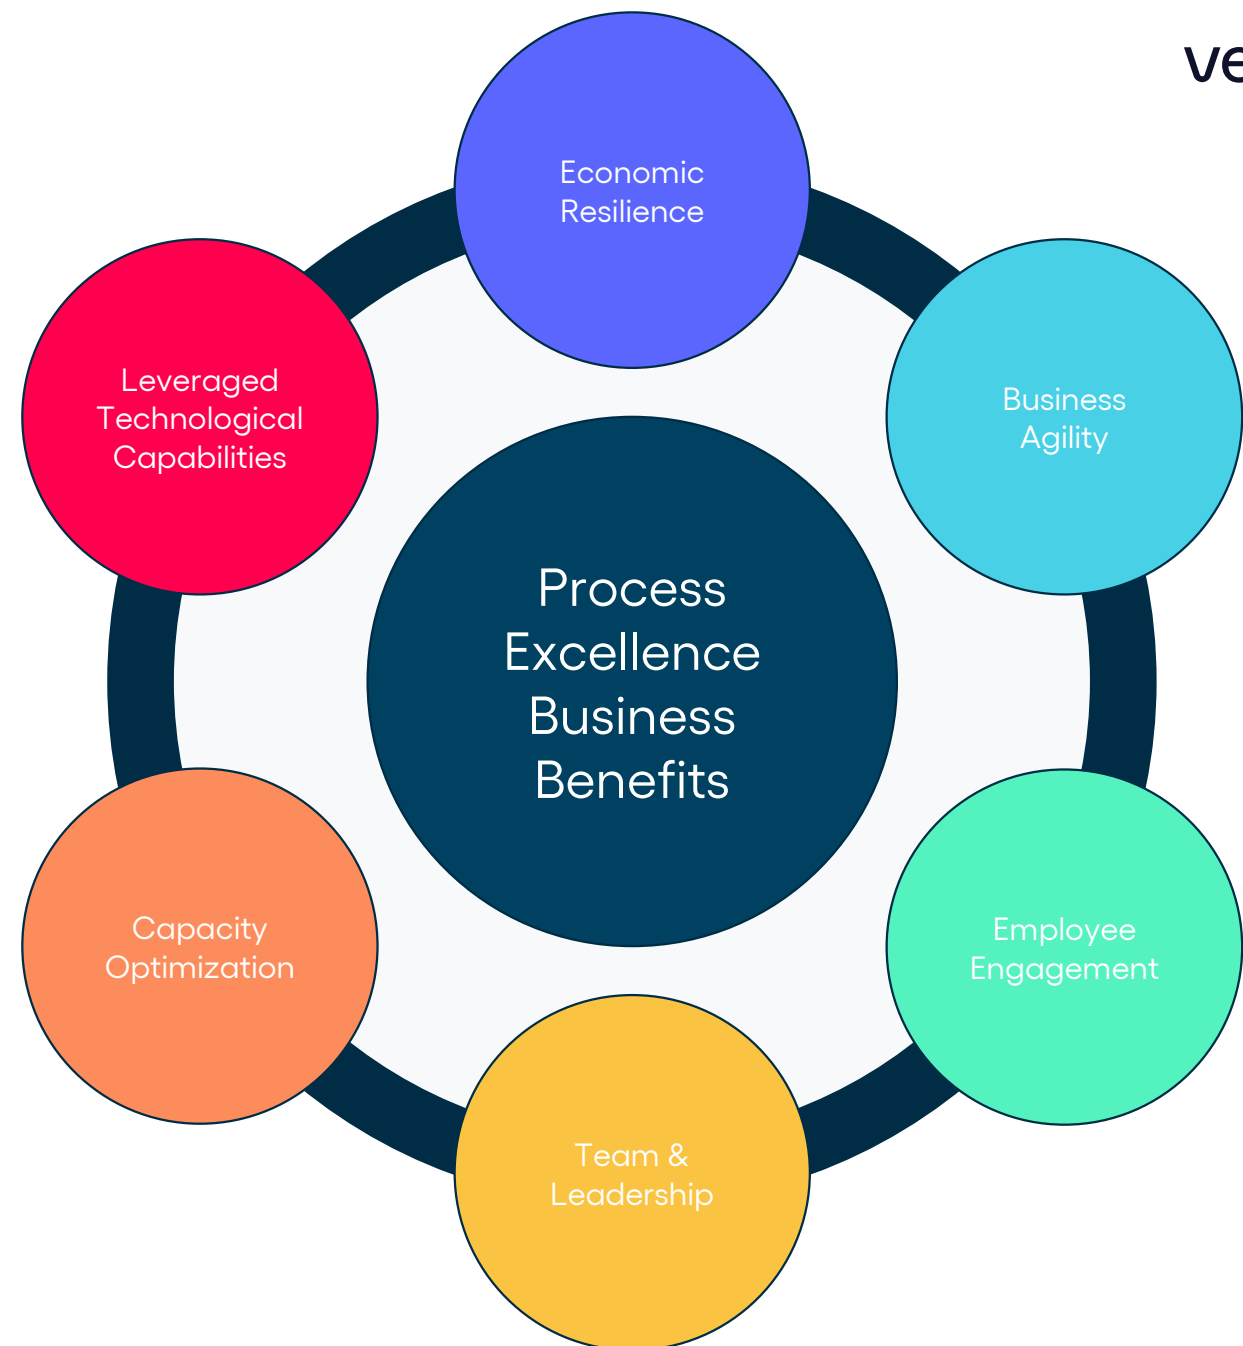 ve
Economic
Resilience
Leveraged
Technological
Capabilities
Business
Agility
Process
Excellence
Business
Benefits
Capacity
Optimization
Employee
Engagement
Team &
Leadership